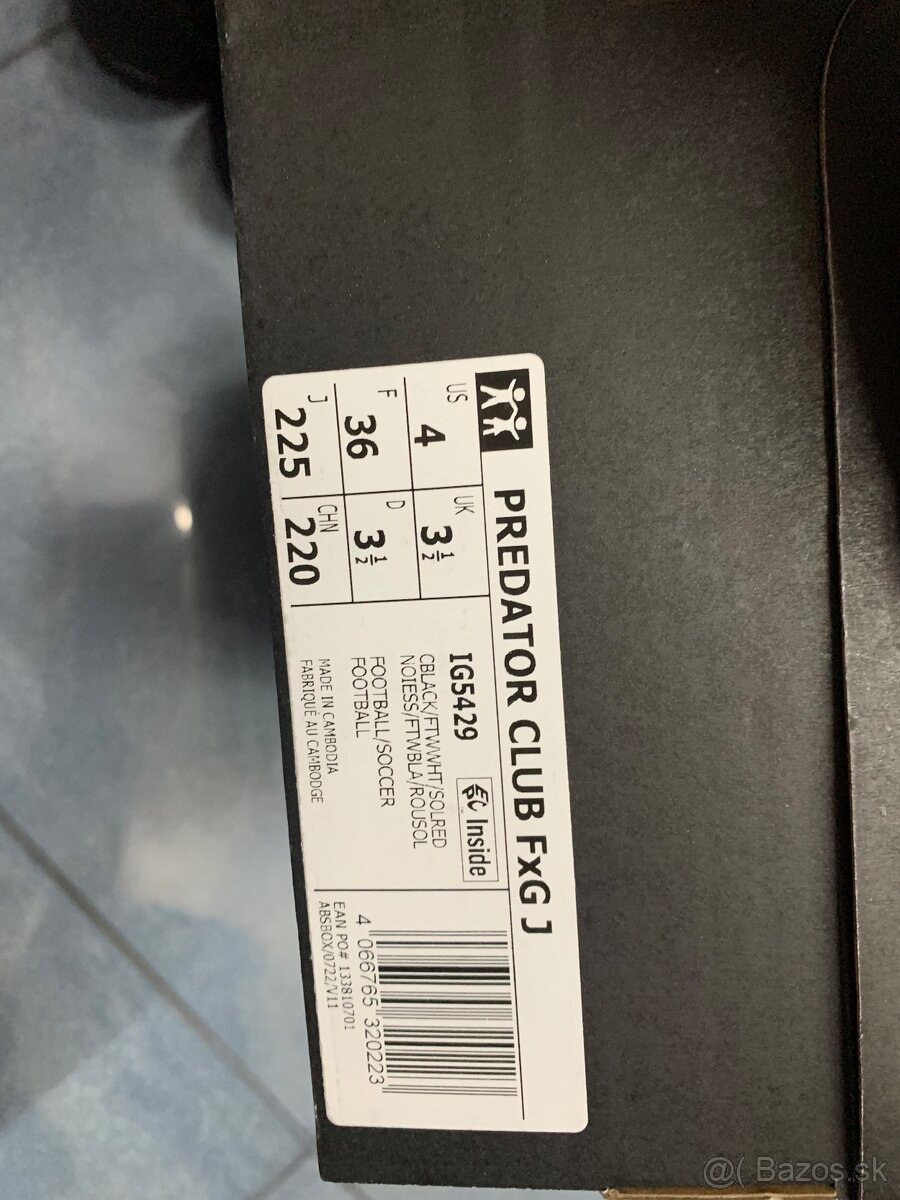 PREDATOR CLUB FxG J
US
4
UK
3½
F
36
D
3½
J
225
CHN
220
IG5429
EC Inside
CBLACK/FTWWHT/SOLRED
NOIESS/FTWBLA/ROUSOL
FOOTBALL/SOCCER
FOOTBALL
MADE IN CAMBODIA
FABRIQUÉ AU CAMBODGE
4 066765 320223
EAN PO# 133810701
ABSBOX/0722/V11
@( Bazos.sk